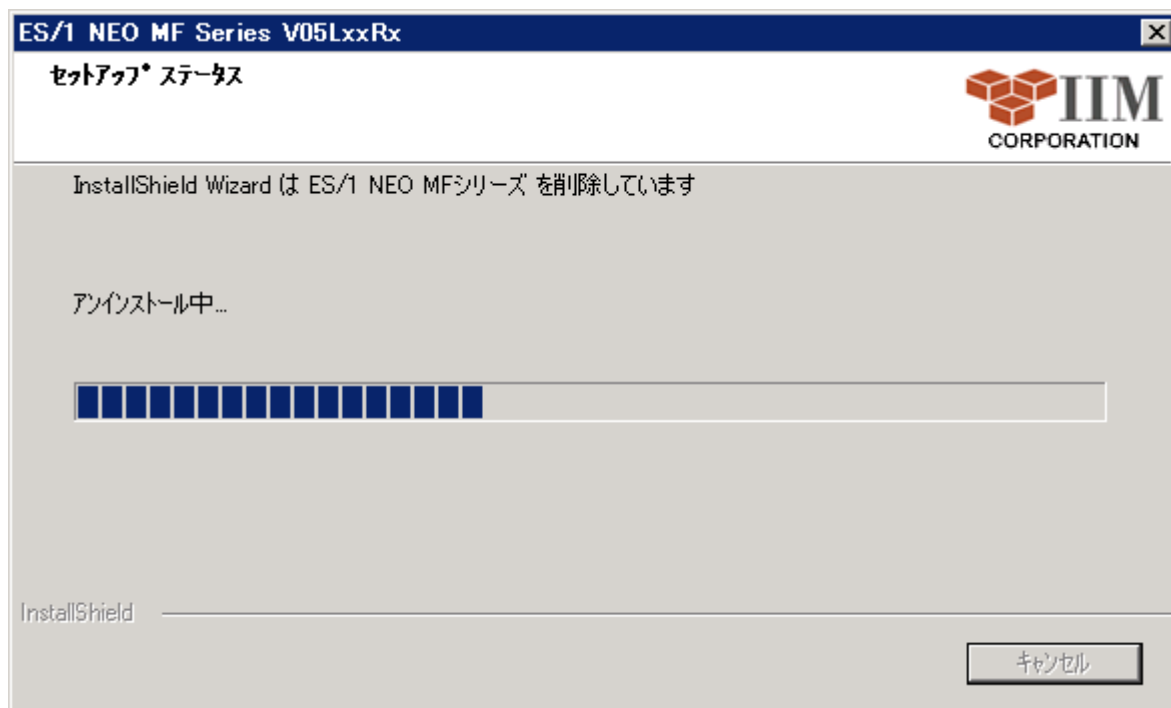 ES/1 NEO MF Series V05LxxRx
セットアップ ステータス
IIM
CORPORATION
InstallShield Wizard は ES/1 NEO MFシリーズ を削除しています
アンインストール中...
InstallShield
キャンセル